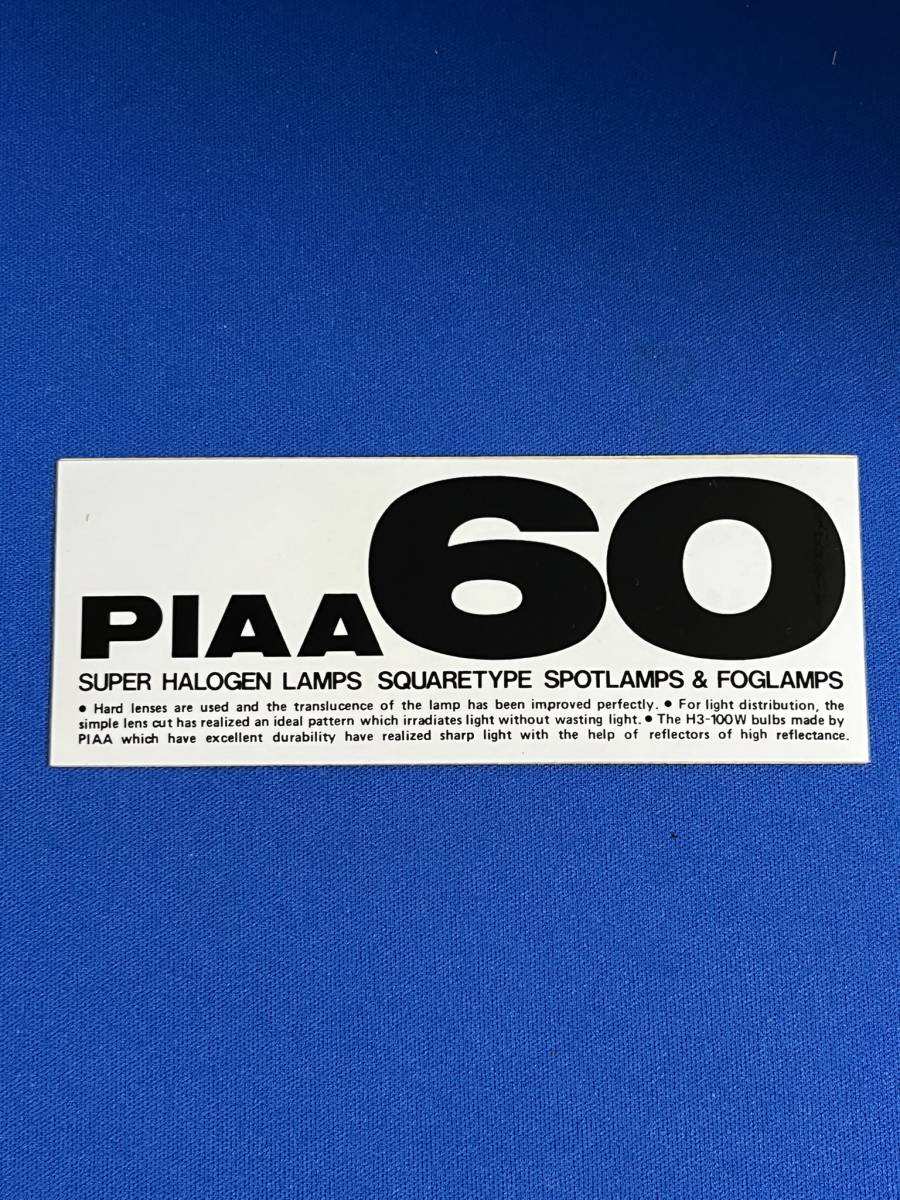 PIAA 60
SUPER HALOGEN LAMPS SQUARETYPE SPOTLAMPS & FOGLAMPS
● Hard lenses are used and the translucence of the lamp has been improved perfectly. ● For light distribution, the
simple lens cut has realized an ideal pattern which irradiates light without wasting light. ● The H3-100W bulbs made by
PIAA which have excellent durability have realized sharp light with the help of reflectors of high reflectance.